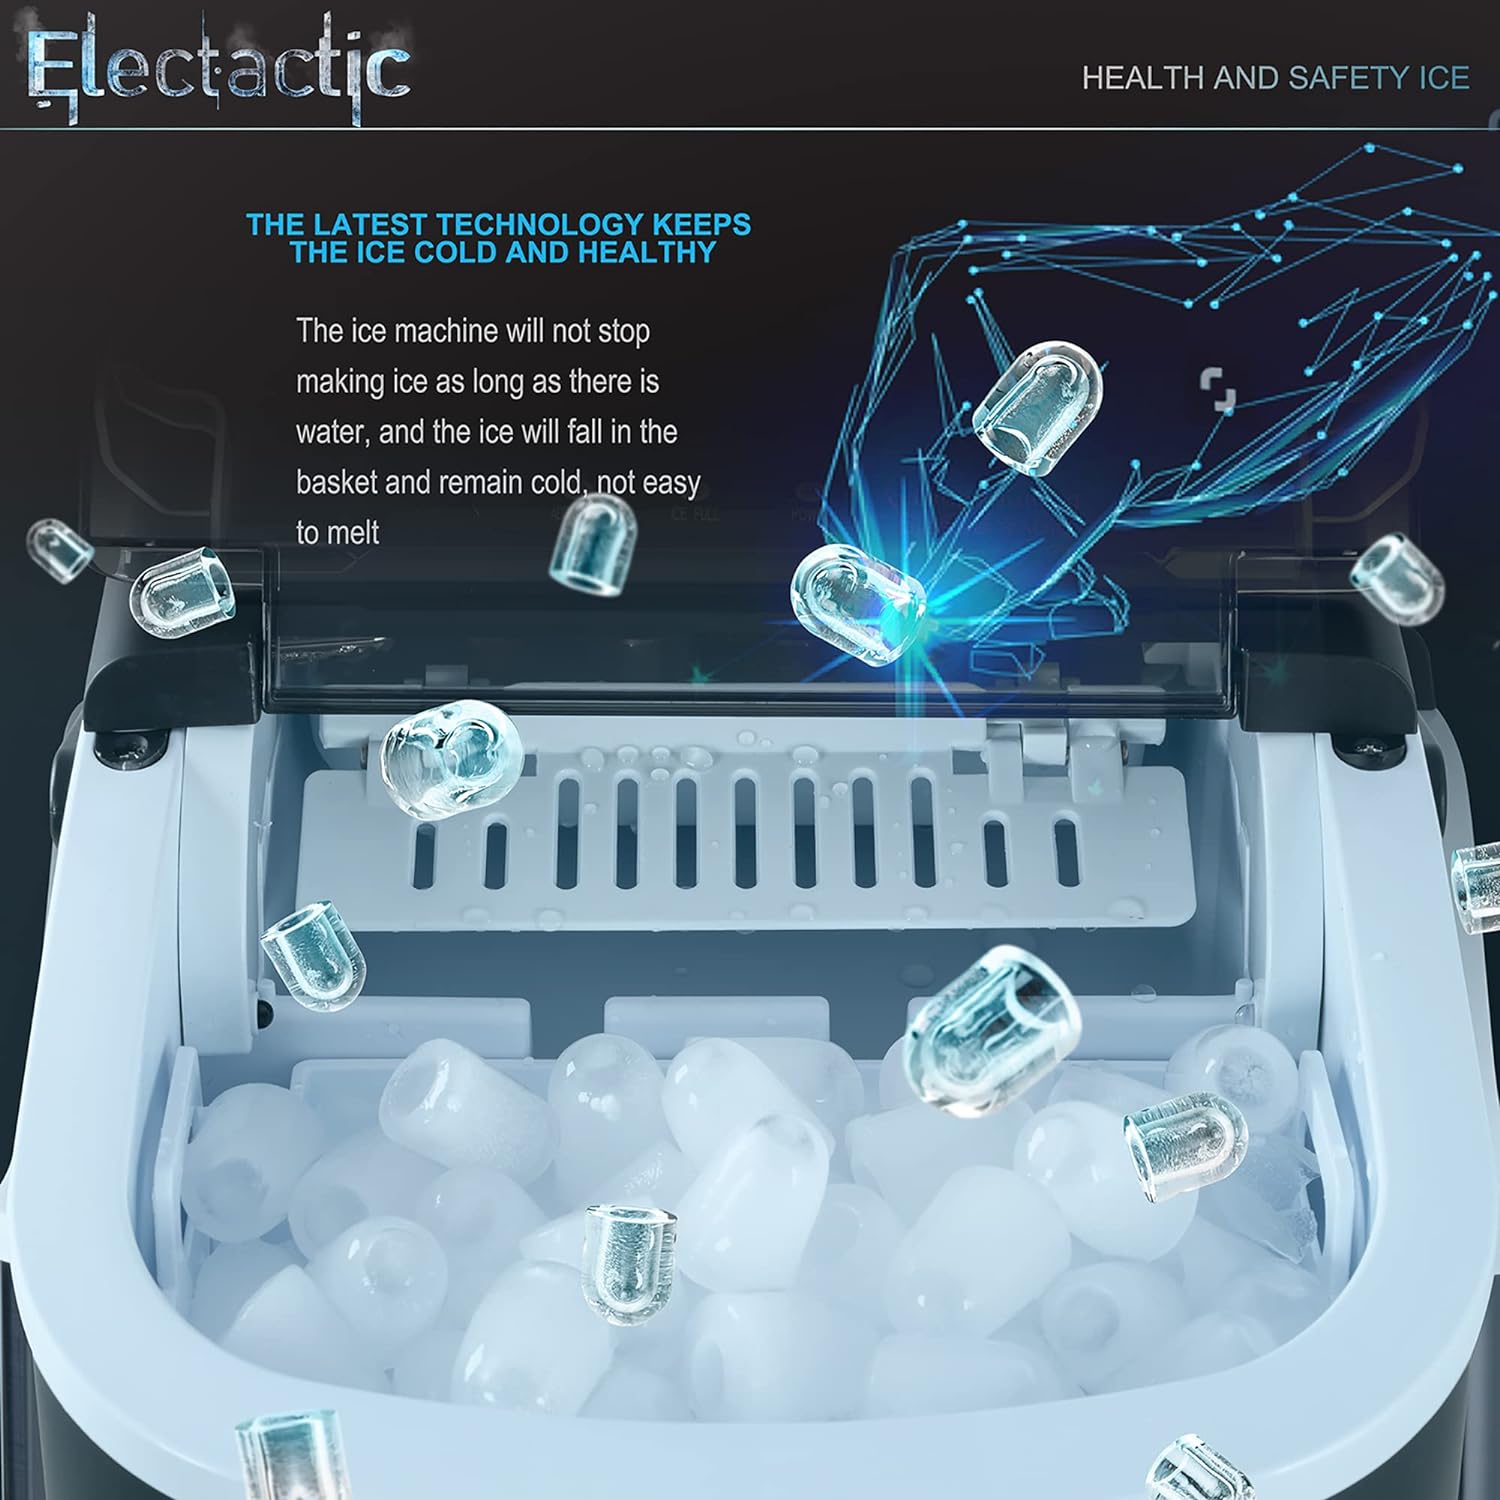 Electactic
HEALTH AND SAFETY ICE
THE LATEST TECHNOLOGY KEEPS
THE ICE COLD AND HEALTHY
The ice machine will not stop
making ice as long as there is
water, and the ice will fall in the
basket and remain cold, not easy
to melt
ICE FULL